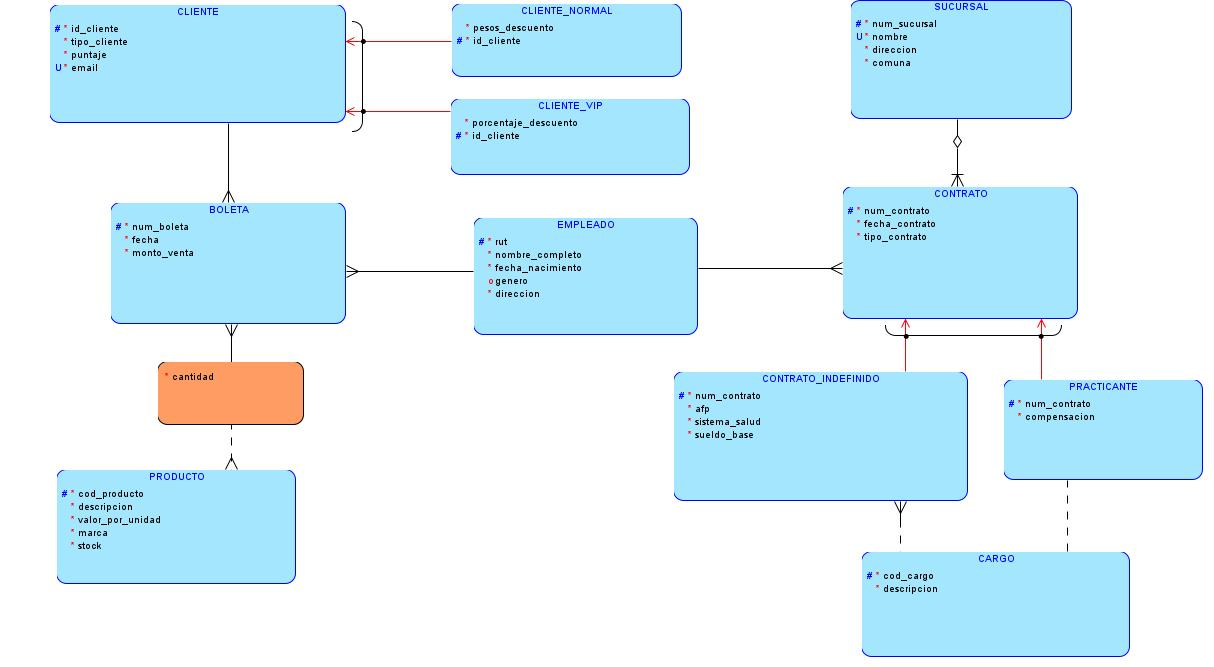 CLIENTE
# * id_cliente
* tipo_cliente
* puntaje
U * email
CLIENTE_NORMAL
* pesos_descuento
# * id_cliente
CLIENTE_VIP
* porcentaje_descuento
# * id_cliente
SUCURSAL
# * num_sucursal
U * nombre
* direccion
* comuna
BOLETA
# * num_boleta
* fecha
* monto_venta
EMPLEADO
# * rut
* nombre_completo
* fecha_nacimiento
o genero
* direccion
CONTRATO
# * num_contrato
* fecha_contrato
* tipo_contrato
* cantidad
CONTRATO_INDEFINIDO
# * num_contrato
* afp
* sistema_salud
* sueldo_base
PRACTICANTE
# * num_contrato
* compensacion
PRODUCTO
# * cod_producto
* descripcion
* valor_por_unidad
* marca
* stock
CARGO
# * cod_cargo
* descripcion